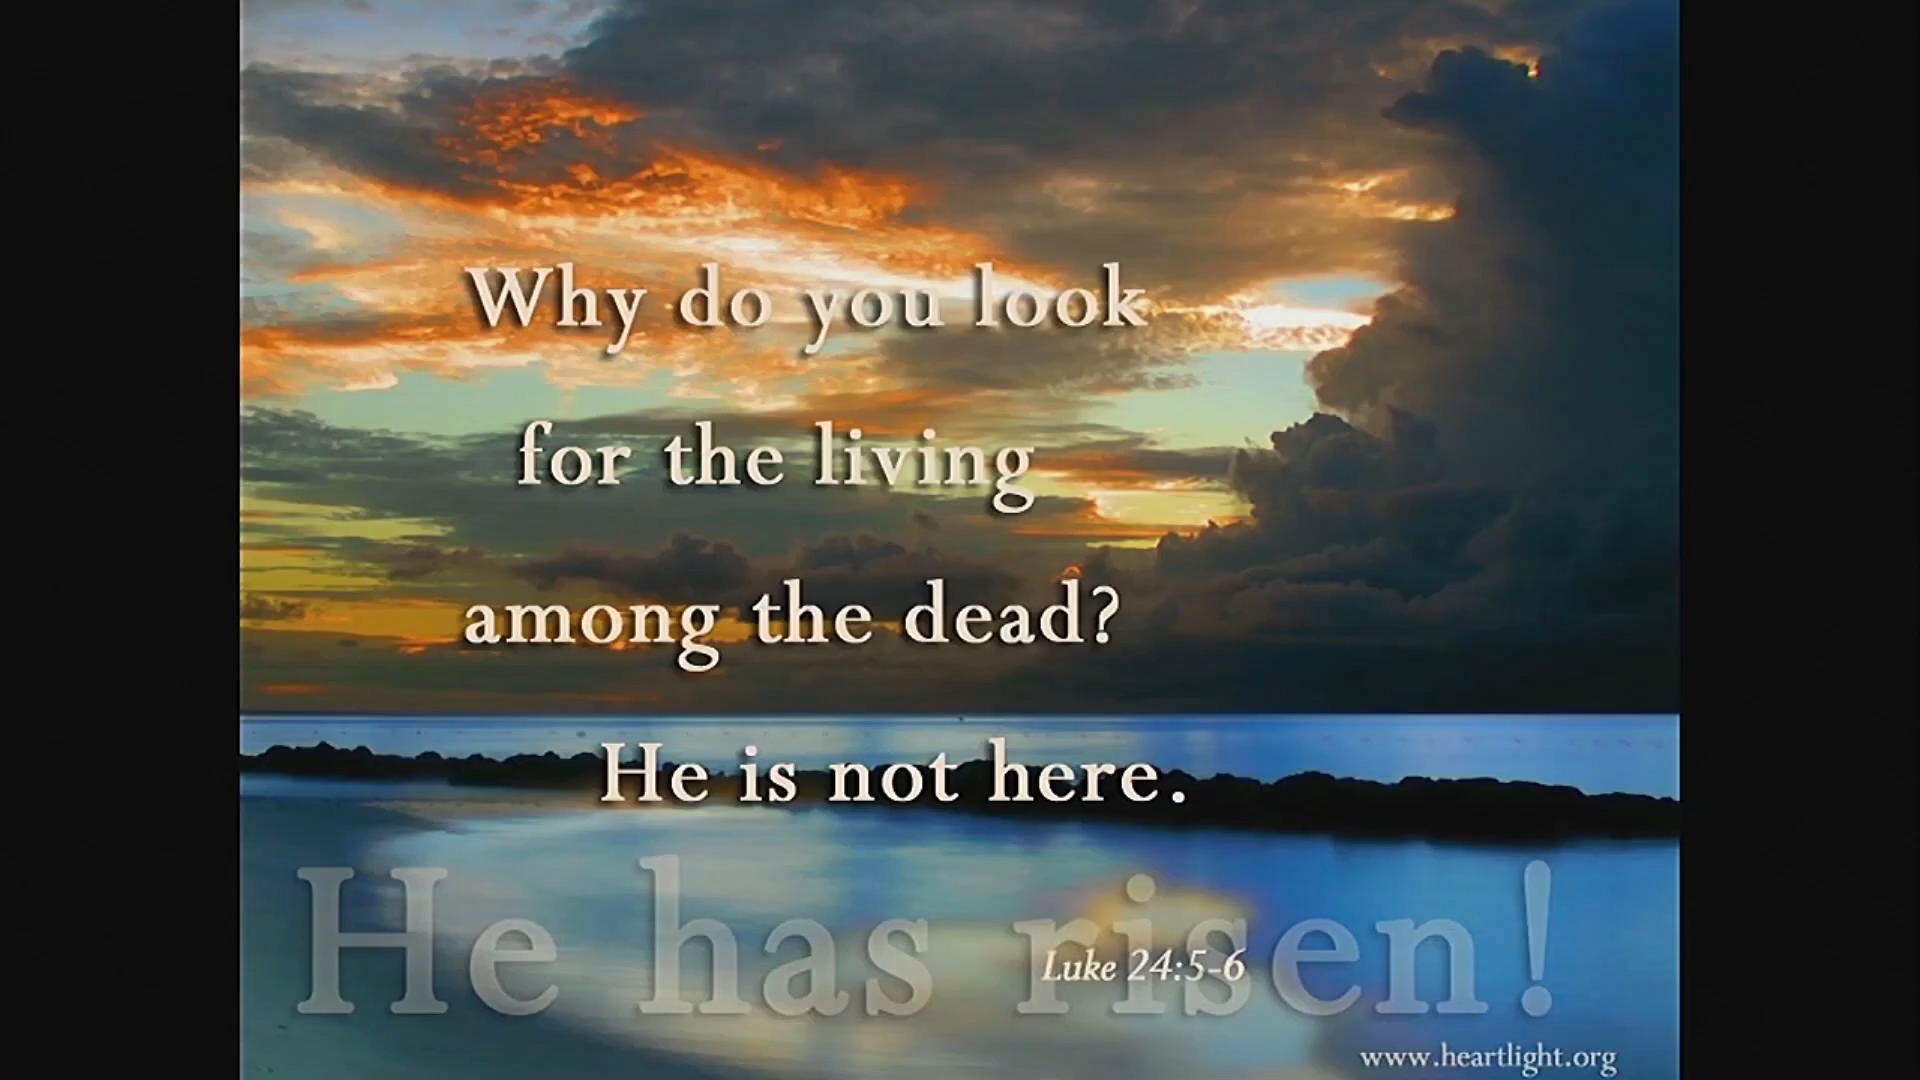 Why do you look
for the living
among the dead?
He is not here.
He has risen!
Luke 24:5-6
www.heartlight.org